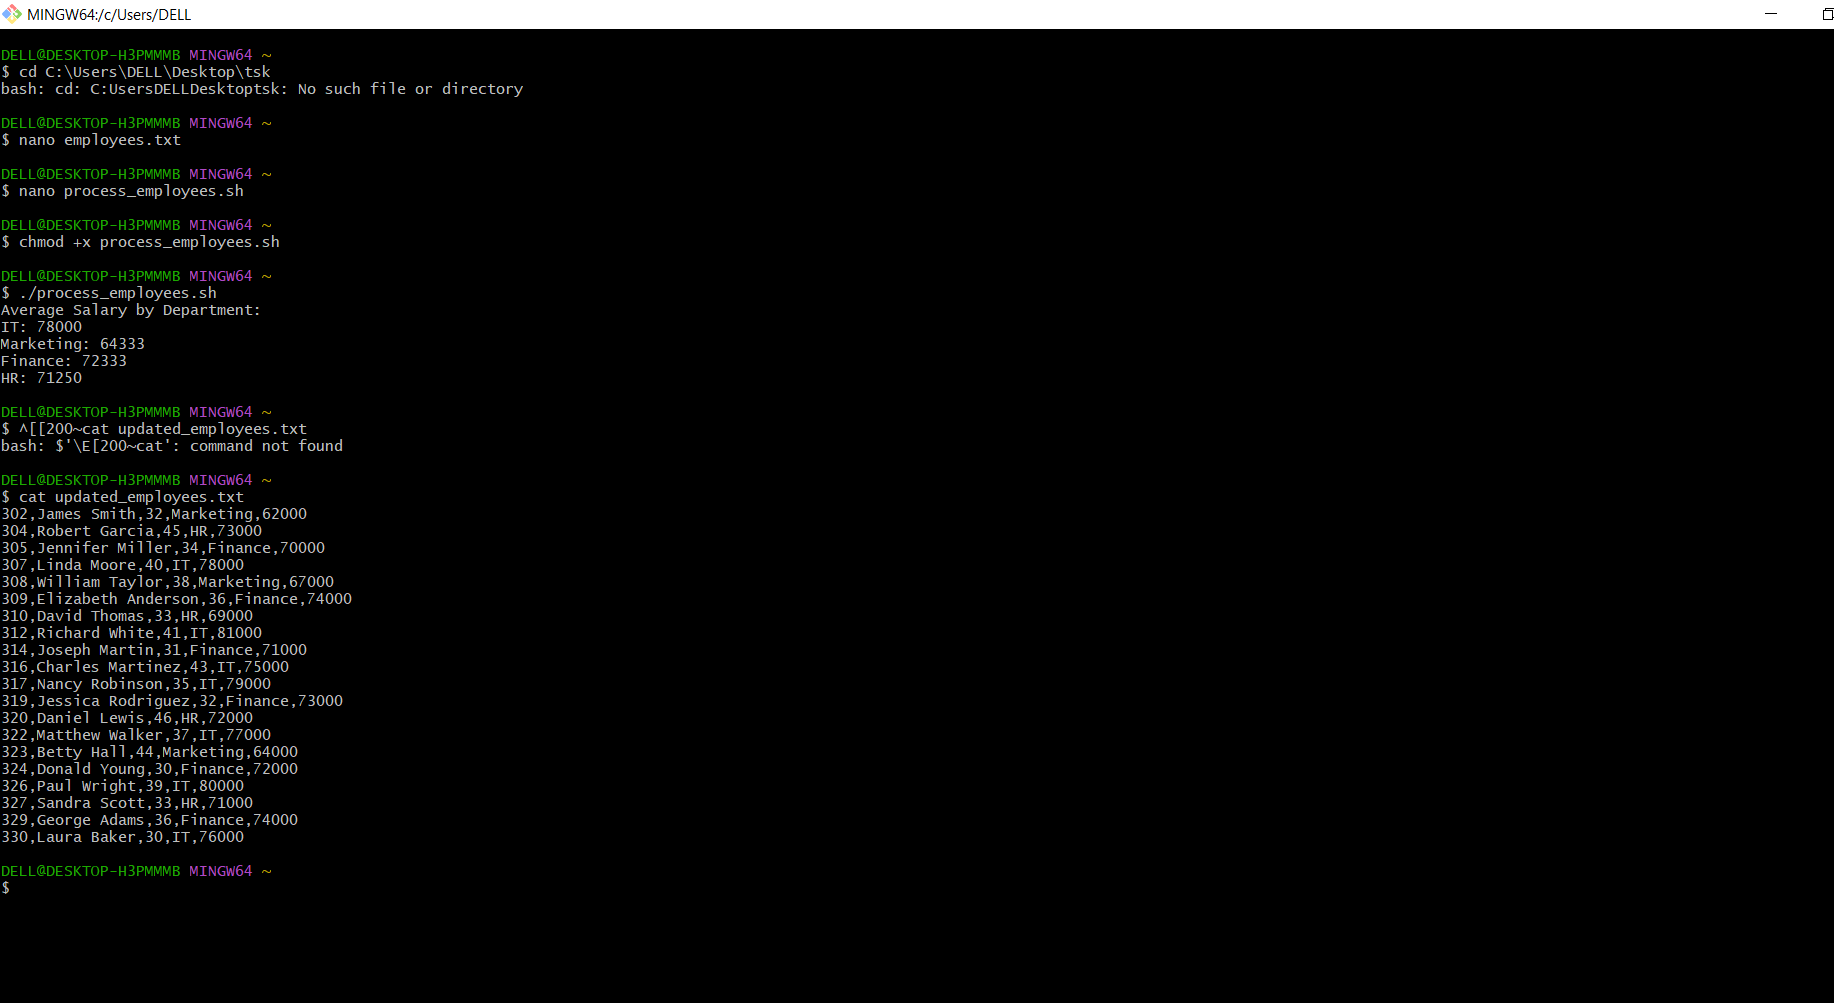 MINGW64:/c/Users/DELL
DELL@DESKTOP-H3PMMMB MINGW64 ~
$ cd C:\Users\DELL\Desktop\tsk
bash: cd: C:UsersDELLDesktoptsk: No such file or directory
DELL@DESKTOP-H3PMMMB MINGW64 ~
$ nano employees.txt
DELL@DESKTOP-H3PMMMB MINGW64 ~
$ nano process_employees.sh
DELL@DESKTOP-H3PMMMB MINGW64 ~
$ chmod +x process_employees.sh
DELL@DESKTOP-H3PMMMB MINGW64 ~
$ ./process_employees.sh
Average Salary by Department:
IT: 78000
Marketing: 64333
Finance: 72333
HR: 71250
DELL@DESKTOP-H3PMMMB MINGW64 ~
$ ^[[200~cat updated_employees.txt
bash: $'\E[200~cat': command not found
DELL@DESKTOP-H3PMMMB MINGW64 ~
$ cat updated_employees.txt
302,James Smith,32,Marketing,62000
304,Robert Garcia,45,HR,73000
305,Jennifer Miller,34,Finance,70000
307,Linda Moore,40,IT,78000
308,William Taylor,38,Marketing,67000
309,Elizabeth Anderson,36,Finance,74000
310,David Thomas,33,HR,69000
312,Richard White,41,IT,81000
314,Joseph Martin,31,Finance,71000
316,Charles Martinez,43,IT,75000
317,Nancy Robinson,35,IT,79000
319,Jessica Rodriguez,32,Finance,73000
320,Daniel Lewis,46,HR,72000
322,Matthew Walker,37,IT,77000
323,Betty Hall,44,Marketing,64000
324,Donald Young,30,Finance,72000
326,Paul Wright,39,IT,80000
327,Sandra Scott,33,HR,71000
329,George Adams,36,Finance,74000
330,Laura Baker,30,IT,76000
DELL@DESKTOP-H3PMMMB MINGW64 ~
$